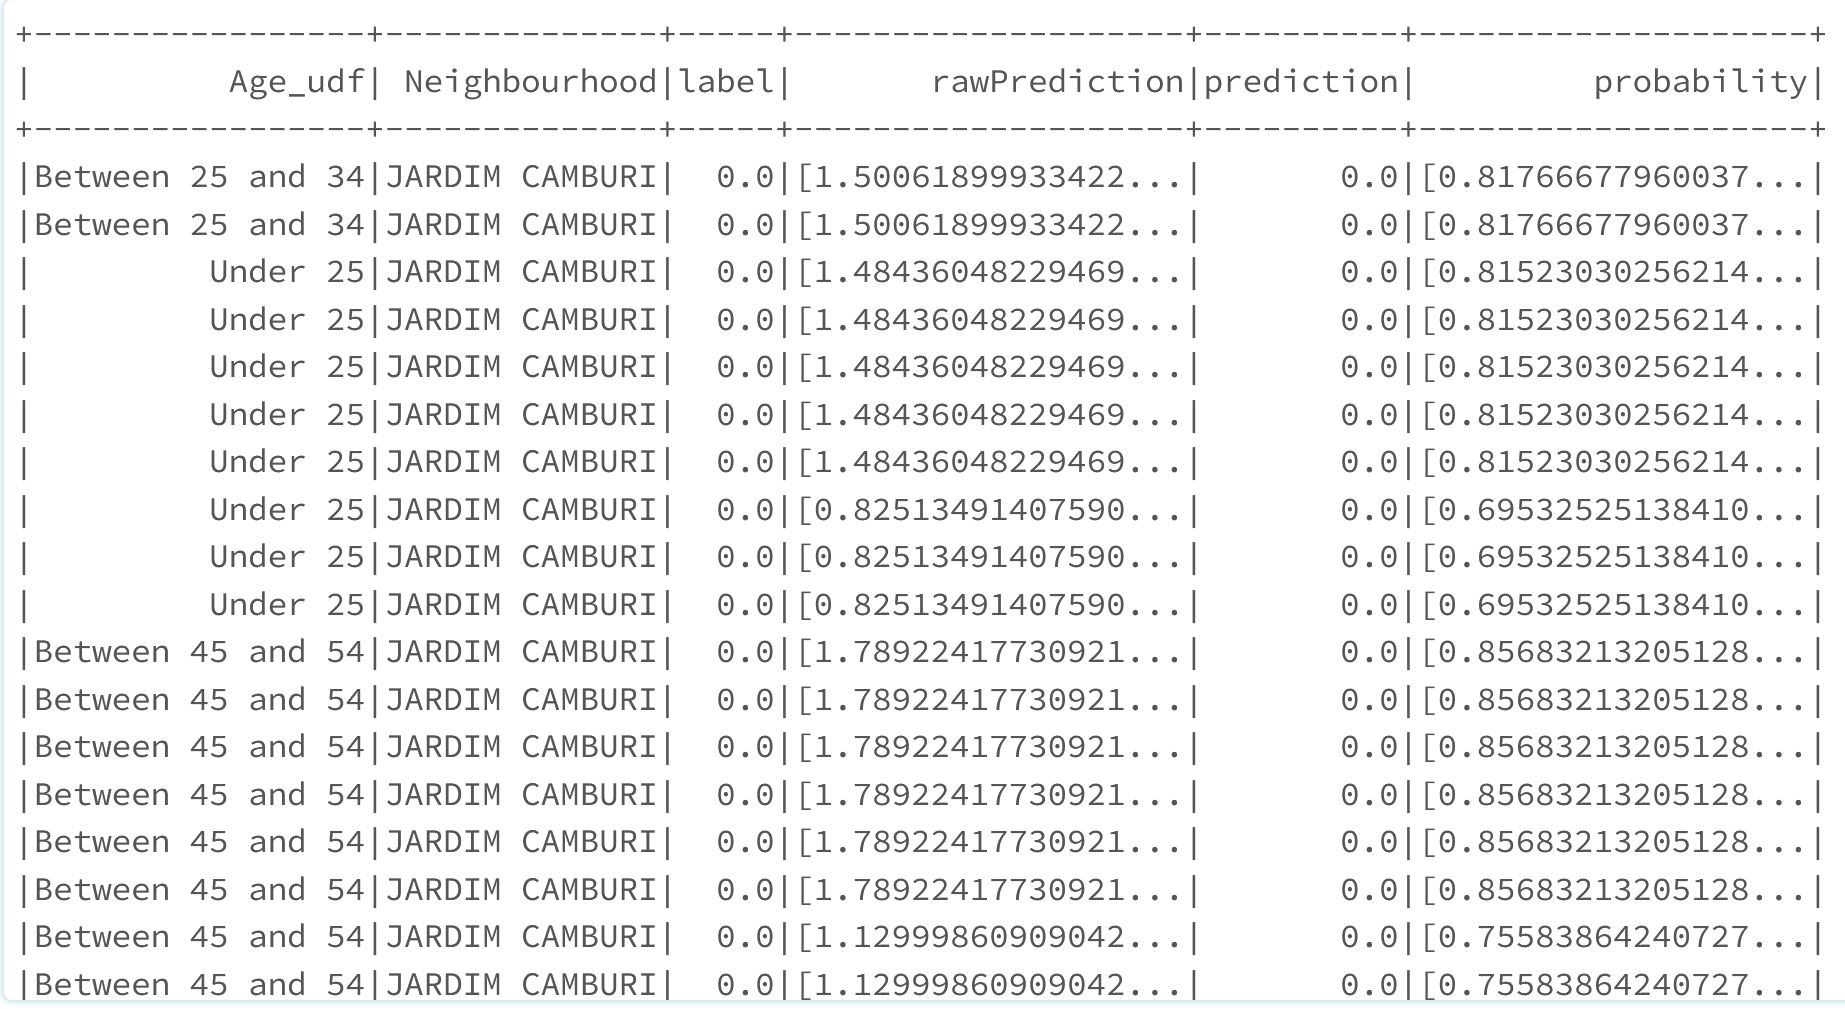 +-----------------+--------------+-----+--------------------+----------+--------------------+
|          Age_udf| Neighbourhood|label|       rawPrediction|prediction|         probability|
+-----------------+--------------+-----+--------------------+----------+--------------------+
|Between 25 and 34|JARDIM CAMBURI|  0.0|[1.50061899933422...|       0.0|[0.81766677960037...|
|Between 25 and 34|JARDIM CAMBURI|  0.0|[1.50061899933422...|       0.0|[0.81766677960037...|
|         Under 25|JARDIM CAMBURI|  0.0|[1.48436048229469...|       0.0|[0.81523030256214...|
|         Under 25|JARDIM CAMBURI|  0.0|[1.48436048229469...|       0.0|[0.81523030256214...|
|         Under 25|JARDIM CAMBURI|  0.0|[1.48436048229469...|       0.0|[0.81523030256214...|
|         Under 25|JARDIM CAMBURI|  0.0|[1.48436048229469...|       0.0|[0.81523030256214...|
|         Under 25|JARDIM CAMBURI|  0.0|[1.48436048229469...|       0.0|[0.81523030256214...|
|         Under 25|JARDIM CAMBURI|  0.0|[0.82513491407590...|       0.0|[0.69532525138410...|
|         Under 25|JARDIM CAMBURI|  0.0|[0.82513491407590...|       0.0|[0.69532525138410...|
|         Under 25|JARDIM CAMBURI|  0.0|[0.82513491407590...|       0.0|[0.69532525138410...|
|Between 45 and 54|JARDIM CAMBURI|  0.0|[1.78922417730921...|       0.0|[0.85683213205128...|
|Between 45 and 54|JARDIM CAMBURI|  0.0|[1.78922417730921...|       0.0|[0.85683213205128...|
|Between 45 and 54|JARDIM CAMBURI|  0.0|[1.78922417730921...|       0.0|[0.85683213205128...|
|Between 45 and 54|JARDIM CAMBURI|  0.0|[1.78922417730921...|       0.0|[0.85683213205128...|
|Between 45 and 54|JARDIM CAMBURI|  0.0|[1.78922417730921...|       0.0|[0.85683213205128...|
|Between 45 and 54|JARDIM CAMBURI|  0.0|[1.78922417730921...|       0.0|[0.85683213205128...|
|Between 45 and 54|JARDIM CAMBURI|  0.0|[1.12999860909042...|       0.0|[0.75583864240727...|
|Between 45 and 54|JARDIM CAMBURI|  0.0|[1.12999860909042...|       0.0|[0.75583864240727...|